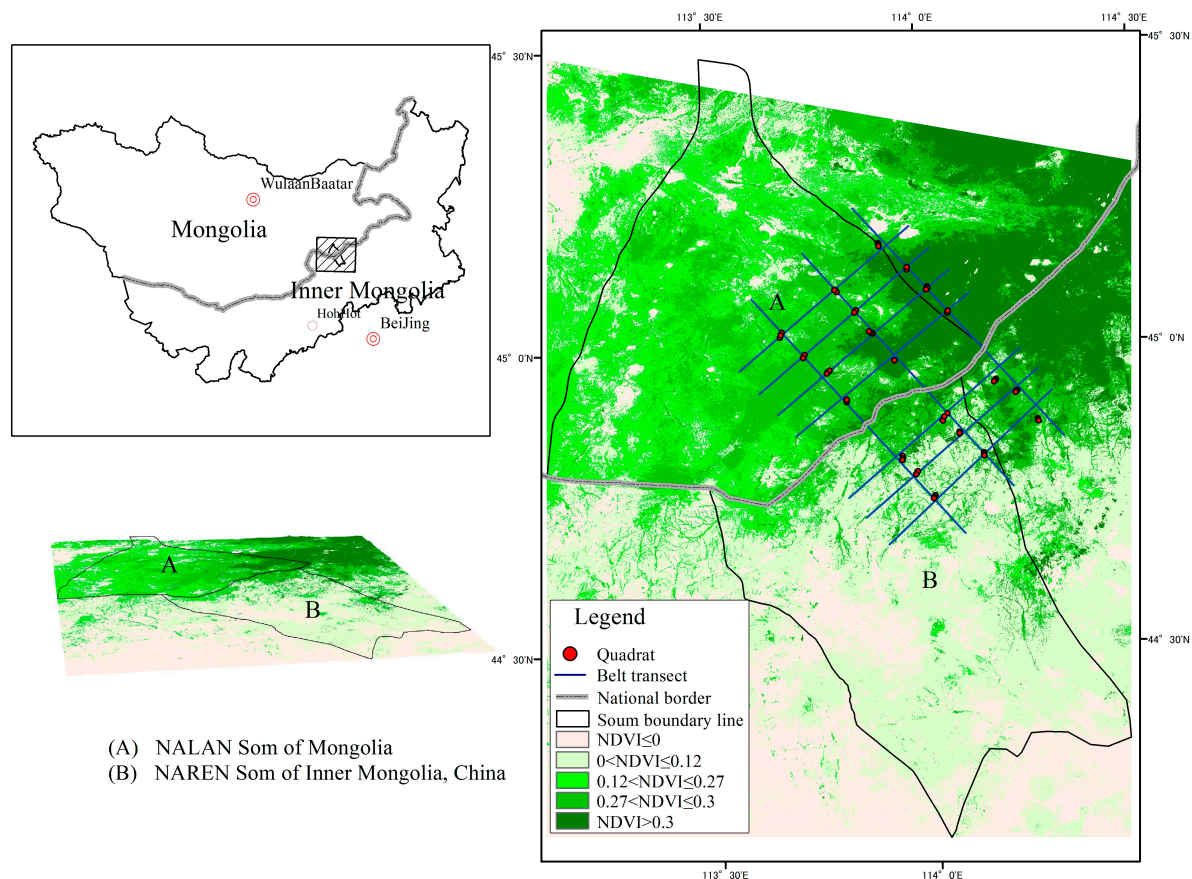 WulaanBaatar
Mongolia
Inner Mongolia
HohHot
BeiJing
A
B
(A) NALAN Som of Mongolia
(B) NAREN Som of Inner Mongolia, China
113° 30'E
114° 0'E
114° 30'E
45° 30'N
45° 30'N
45° 0'N
45° 0'N
44° 30'N
44° 30'N
A
B
Legend
Quadrat
Belt transect
National border
Soum boundary line
NDVI≤0
0<NDVI≤0.12
0.12<NDVI≤0.27
0.27<NDVI≤0.3
NDVI>0.3
113° 30'E
114° 0'E